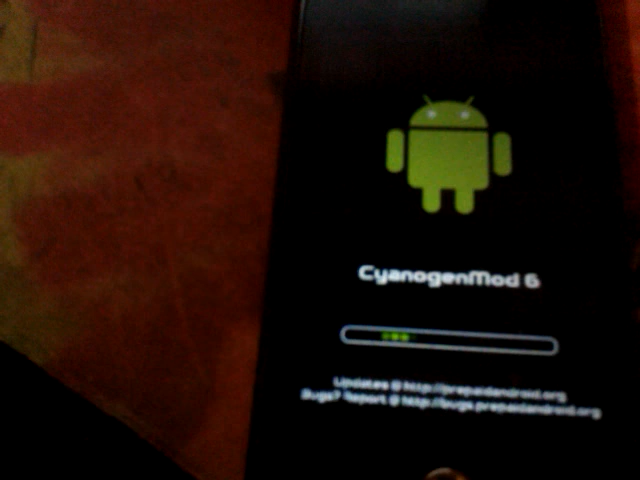 CyanogenMod 6
Updates @ http://prepaidandroid.org
Bugs? Report @ http://bugs.prepaidandroid.org